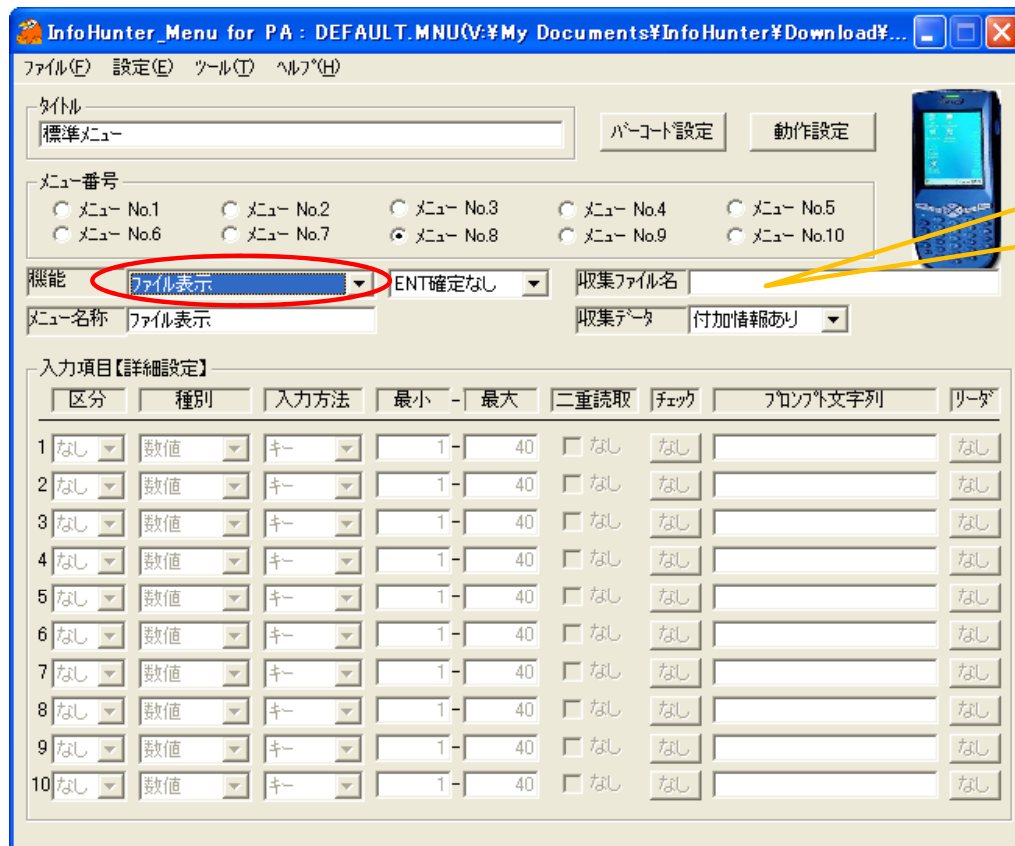 InfoHunter_Menu for PA : DEFAULT.MNU(V:¥My Documents¥InfoHunter¥Download¥...
ファイル(F) 設定(E) ツール(T) ヘルプ(H)
タイトル
標準メニュー バーコード設定 動作設定
メニュー番号
メニュー No.1 メニュー No.2 メニュー No.3 メニュー No.4 メニュー No.5
メニュー No.6 メニュー No.7 メニュー No.8 メニュー No.9 メニュー No.10
機能 ファイル表示 ENT確定なし 収集ファイル名
メニュー名称 ファイル表示 収集データ 付加情報あり
入力項目【詳細設定】
区分 種別 入力方法 最小 - 最大 二重読取 チェック プロンプト文字列 リーダ
1 なし 数値 キー 1 - 40 なし なし なし
2 なし 数値 キー 1 - 40 なし なし なし
3 なし 数値 キー 1 - 40 なし なし なし
4 なし 数値 キー 1 - 40 なし なし なし
5 なし 数値 キー 1 - 40 なし なし なし
6 なし 数値 キー 1 - 40 なし なし なし
7 なし 数値 キー 1 - 40 なし なし なし
8 なし 数値 キー 1 - 40 なし なし なし
9 なし 数値 キー 1 - 40 なし なし なし
10 なし 数値 キー 1 - 40 なし なし なし